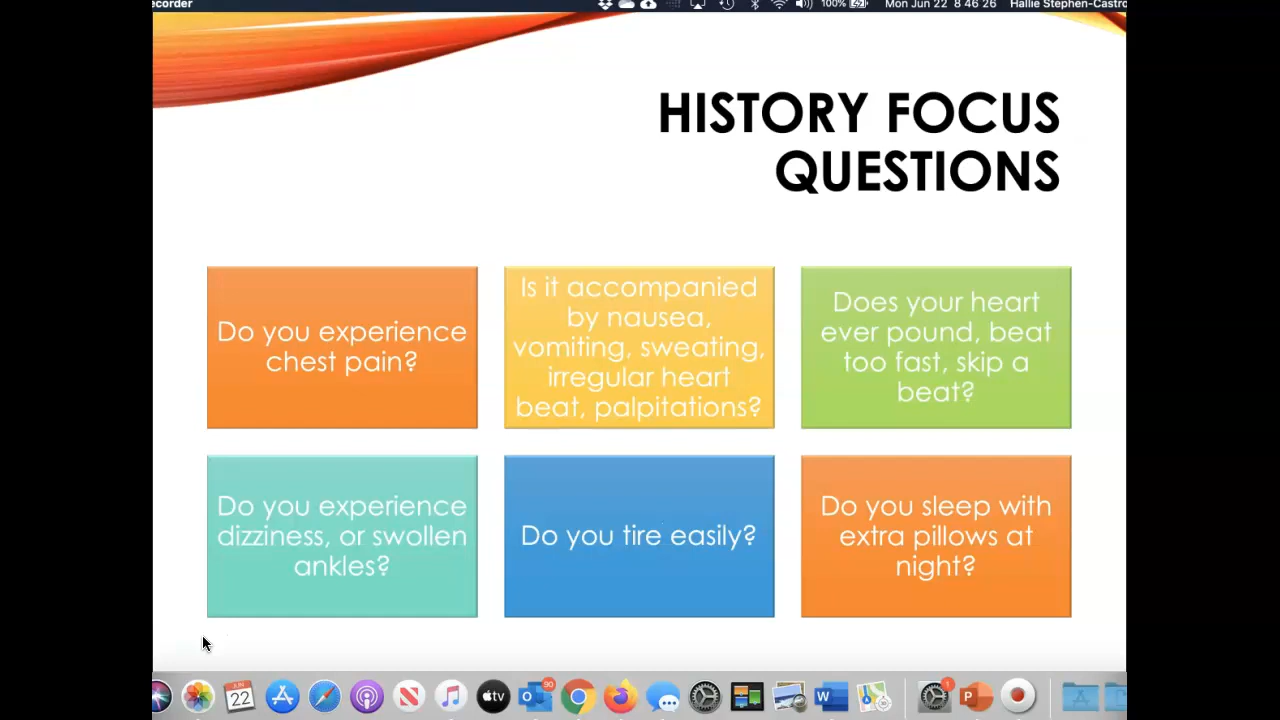 ecorder
100%
Mon Jun 22 8 46 26
Hallie Stephen-Castro
HISTORY FOCUS
QUESTIONS
Do you experience
chest pain?
Is it accompanied
by nausea,
vomiting, sweating,
irregular heart
beat, palpitations?
Does your heart
ever pound, beat
too fast, skip a
beat?
Do you experience
dizziness, or swollen
ankles?
Do you tire easily?
Do you sleep with
extra pillows at
night?
JUN
22
90
tv
1